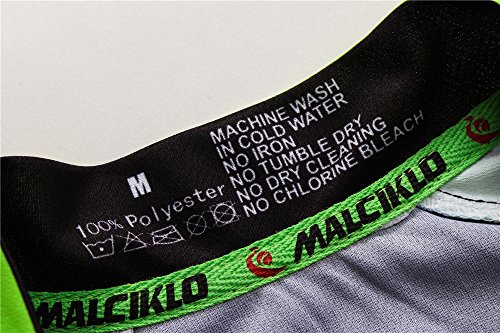 M
100% Polyester
MACHINE WASH
IN COLD WATER
NO IRON
NO TUMBLE DRY
NO DRY CLEANING
NO CHLORINE BLEACH
MALCIKLO
MALCIKLO
MALCIKLO